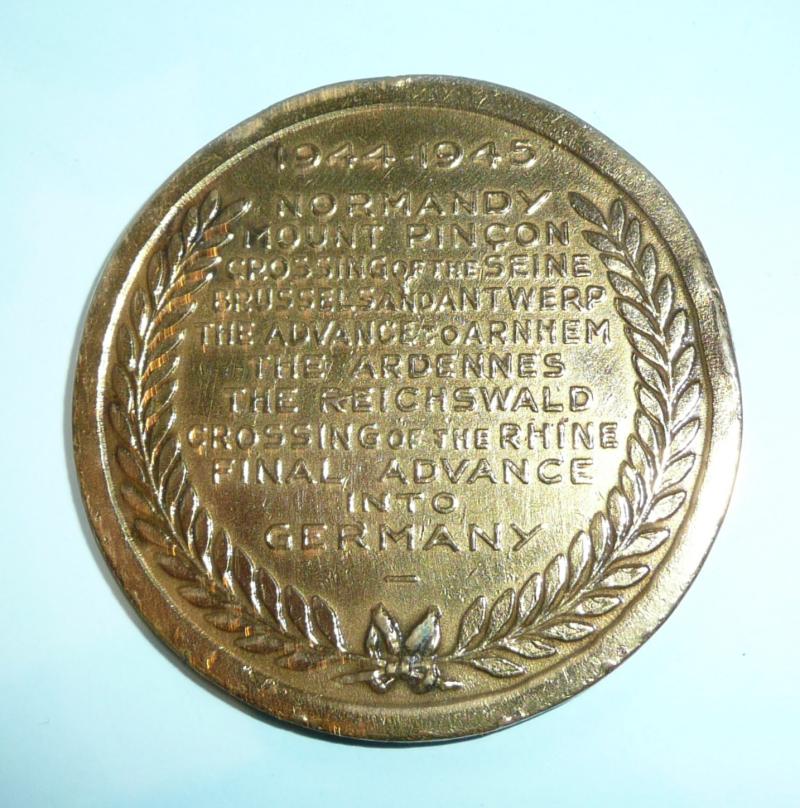 1944-1945
NORMANDY
MOUNT PINÇON
CROSSING OF THE SEINE
BRUSSELS AND ANTWERP
THE ADVANCE TO ARNHEM
THE ARDENNES
THE REICHSWALD
CROSSING OF THE RHINE
FINAL ADVANCE
INTO
GERMANY